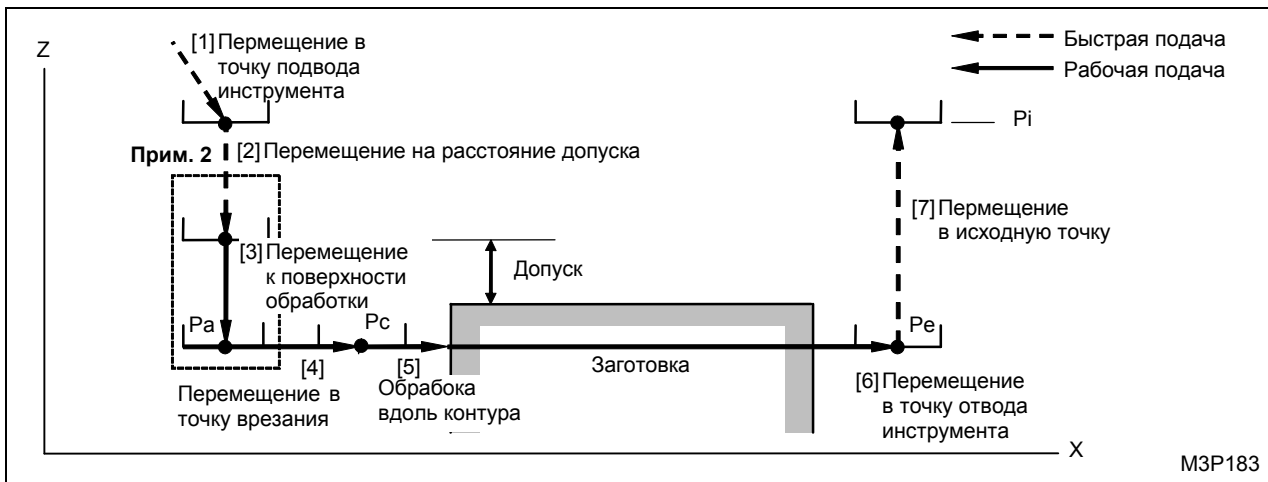 Z
[1] Пермещение в
точку подвода
инструмента
Быстрая подача
Рабочая подача
Pi
Прим. 2
[2] Перемещение на расстояние допуска
[3] Перемещение
к поверхности
обработки
Допуск
[7] Пермещение
в исходную точку
Pa
Pc
Pe
[4]
[5]
Заготовка
Перемещение в
точку врезания
Обрабока
вдоль контура
[6] Перемещение
в точку отвода
инструмента
X
M3P183